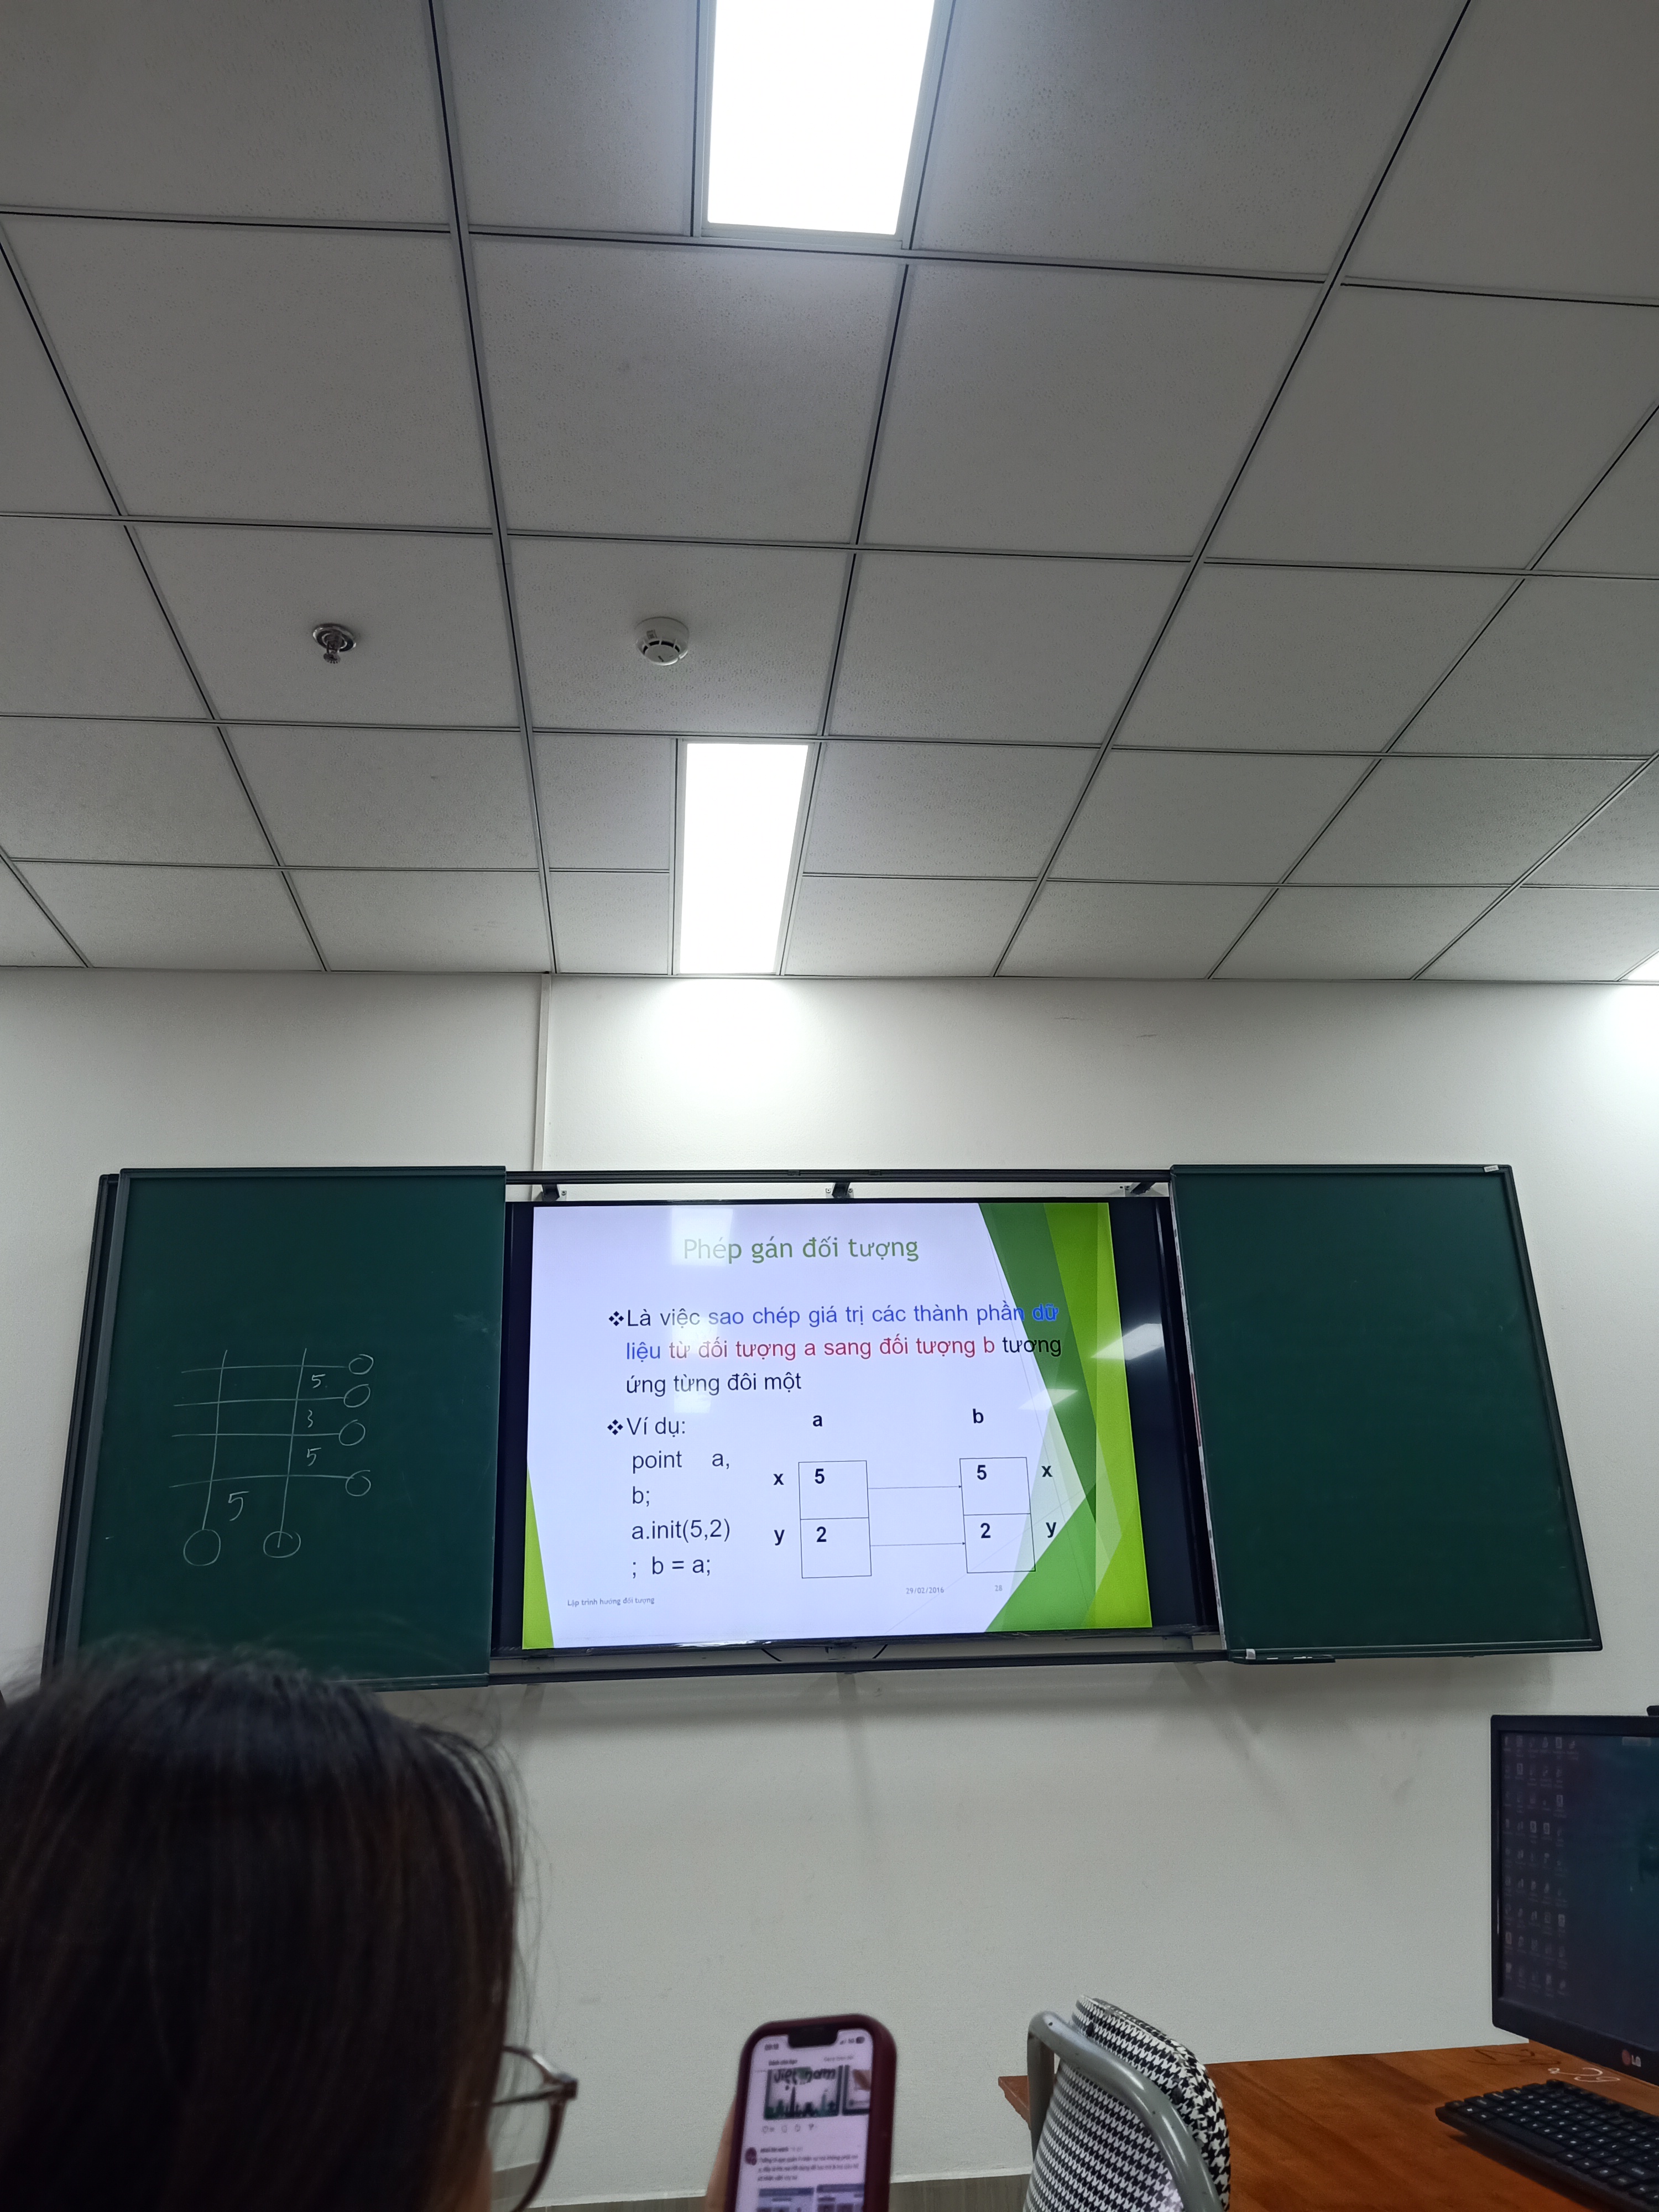 Phép gán đối tượng
❖Là việc sao chép giá trị các thành phần dữ
liệu từ đối tượng a sang đối tượng b tương
ứng từng đôi một
❖Ví dụ:
point a,
b;
a.init(5,2)
; b = a;
a
b
x 5 5 x
y 2 2 y
Lập trình hướng đối tượng
29/02/2016
28
5
3
5
5
Việt Nam
LG